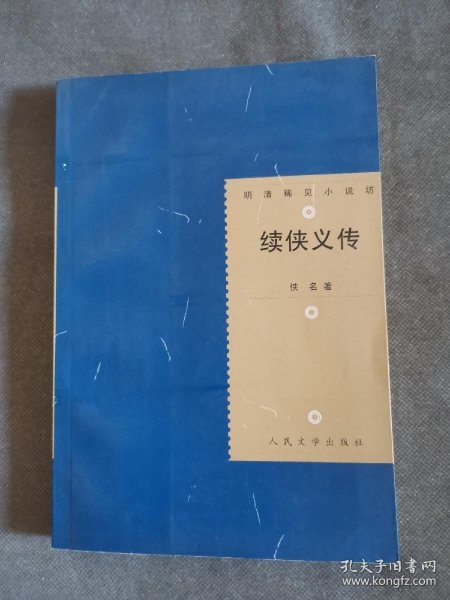 明清稀见小说坊
续侠义传
佚名著
人民文学出版社
孔夫子旧书网
www.kongfz.com